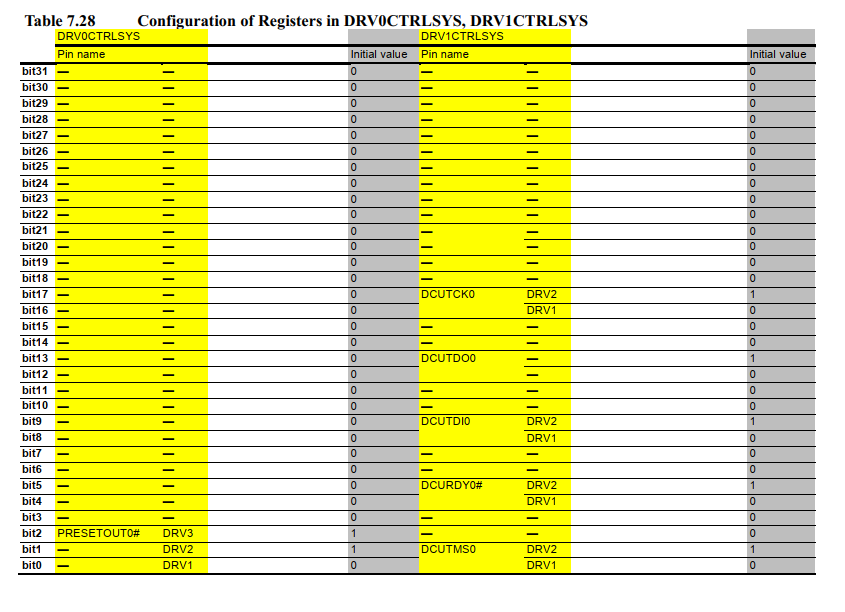 Table 7.28 Configuration of Registers in DRV0CTRLSYS, DRV1CTRLSYS
DRV0CTRLSYS DRV1CTRLSYS
Pin name Initial value Pin name Initial value
bit31 — — 0 — — 0
bit30 — — 0 — — 0
bit29 — — 0 — — 0
bit28 — — 0 — — 0
bit27 — — 0 — — 0
bit26 — — 0 — — 0
bit25 — — 0 — — 0
bit24 — — 0 — — 0
bit23 — — 0 — — 0
bit22 — — 0 — — 0
bit21 — — 0 — — 0
bit20 — — 0 — — 0
bit19 — — 0 — — 0
bit18 — — 0 — — 0
bit17 — — 0 DCUTCK0 DRV2 1
bit16 — — 0 DRV1 0
bit15 — — 0 — — 0
bit14 — — 0 — — 0
bit13 — — 0 DCUTDO0 — 1
bit12 — — 0 — 0
bit11 — — 0 — — 0
bit10 — — 0 — — 0
bit9 — — 0 DCUTDI0 DRV2 1
bit8 — — 0 DRV1 0
bit7 — — 0 — — 0
bit6 — — 0 — — 0
bit5 — — 0 DCURDY0# DRV2 1
bit4 — — 0 DRV1 0
bit3 — — 0 — — 0
bit2 PRESETOUT0# DRV3 1 — — 0
bit1 — DRV2 1 DCUTMS0 DRV2 1
bit0 — DRV1 0 DRV1 0